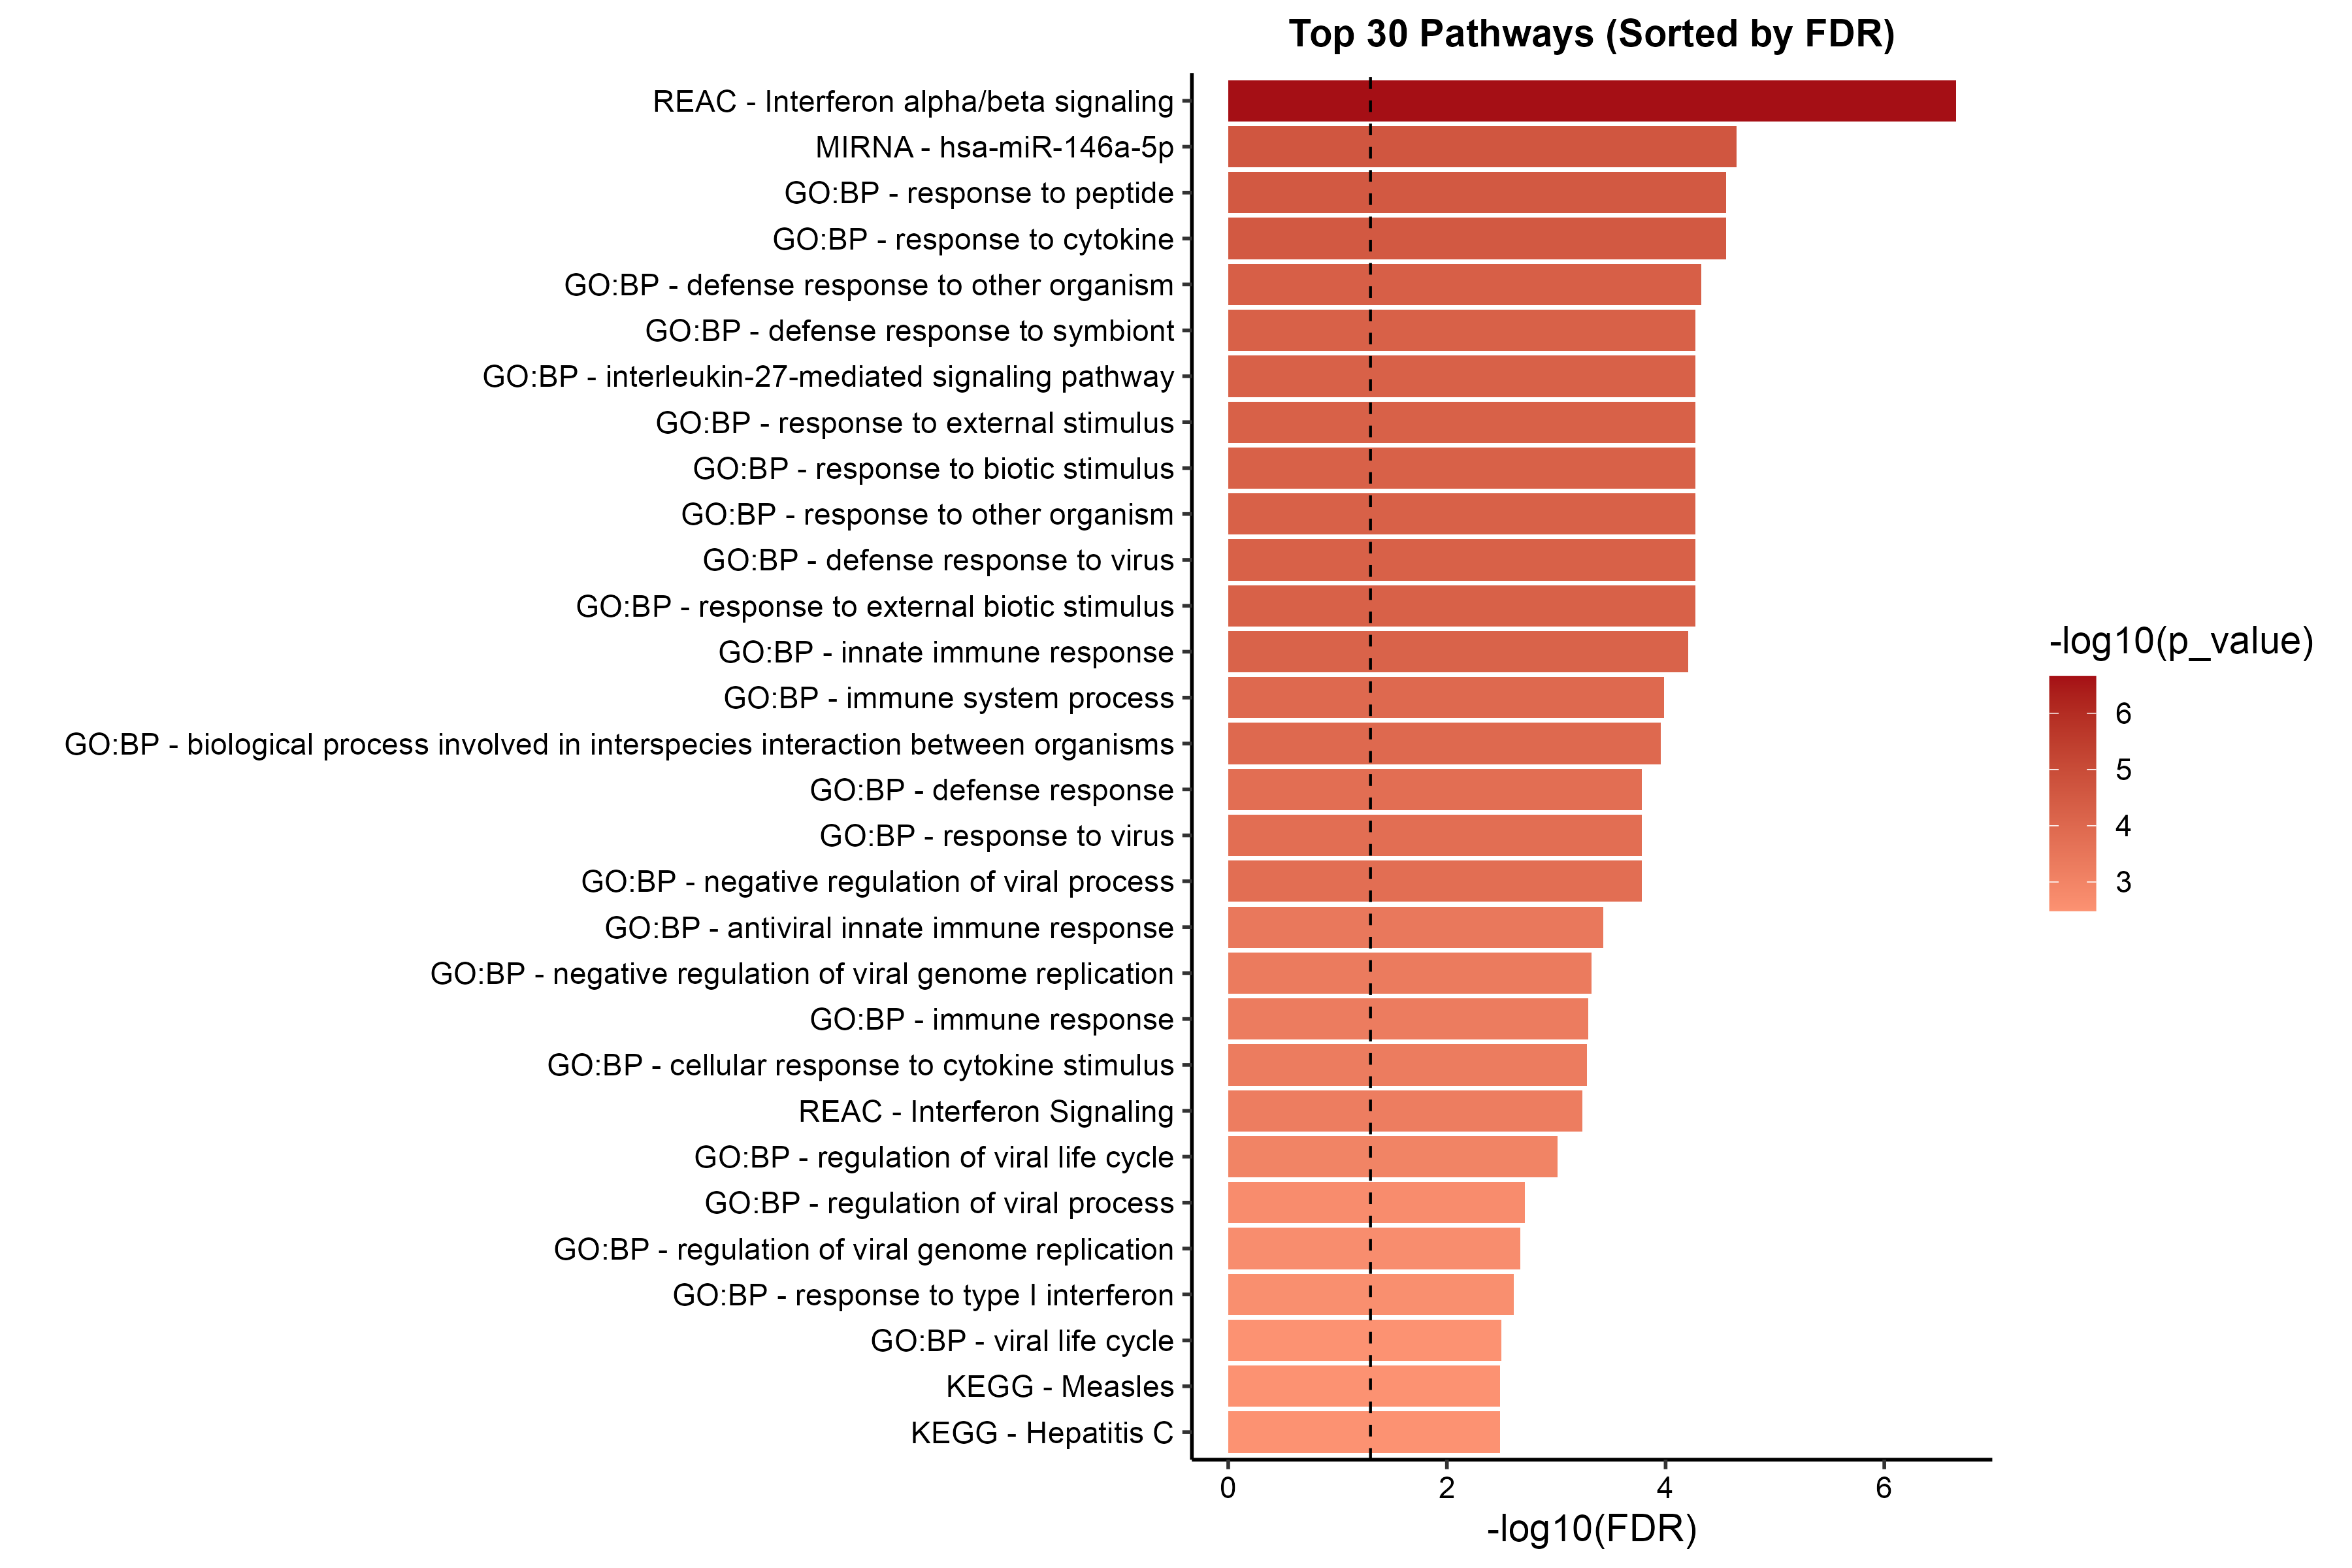 Top 30 Pathways (Sorted by FDR)
REAC - Interferon alpha/beta signaling
MIRNA - hsa-miR-146a-5p
GO:BP - response to peptide
GO:BP - response to cytokine
GO:BP - defense response to other organism
GO:BP - defense response to symbiont
GO:BP - interleukin-27-mediated signaling pathway
GO:BP - response to external stimulus
GO:BP - response to biotic stimulus
GO:BP - response to other organism
GO:BP - defense response to virus
GO:BP - response to external biotic stimulus
GO:BP - innate immune response
GO:BP - immune system process
GO:BP - biological process involved in interspecies interaction between organisms
GO:BP - defense response
GO:BP - response to virus
GO:BP - negative regulation of viral process
GO:BP - antiviral innate immune response
GO:BP - negative regulation of viral genome replication
GO:BP - immune response
GO:BP - cellular response to cytokine stimulus
REAC - Interferon Signaling
GO:BP - regulation of viral life cycle
GO:BP - regulation of viral process
GO:BP - regulation of viral genome replication
GO:BP - response to type I interferon
GO:BP - viral life cycle
KEGG - Measles
KEGG - Hepatitis C
0 2 4 6
-log10(FDR)
-log10(p_value)
6
5
4
3